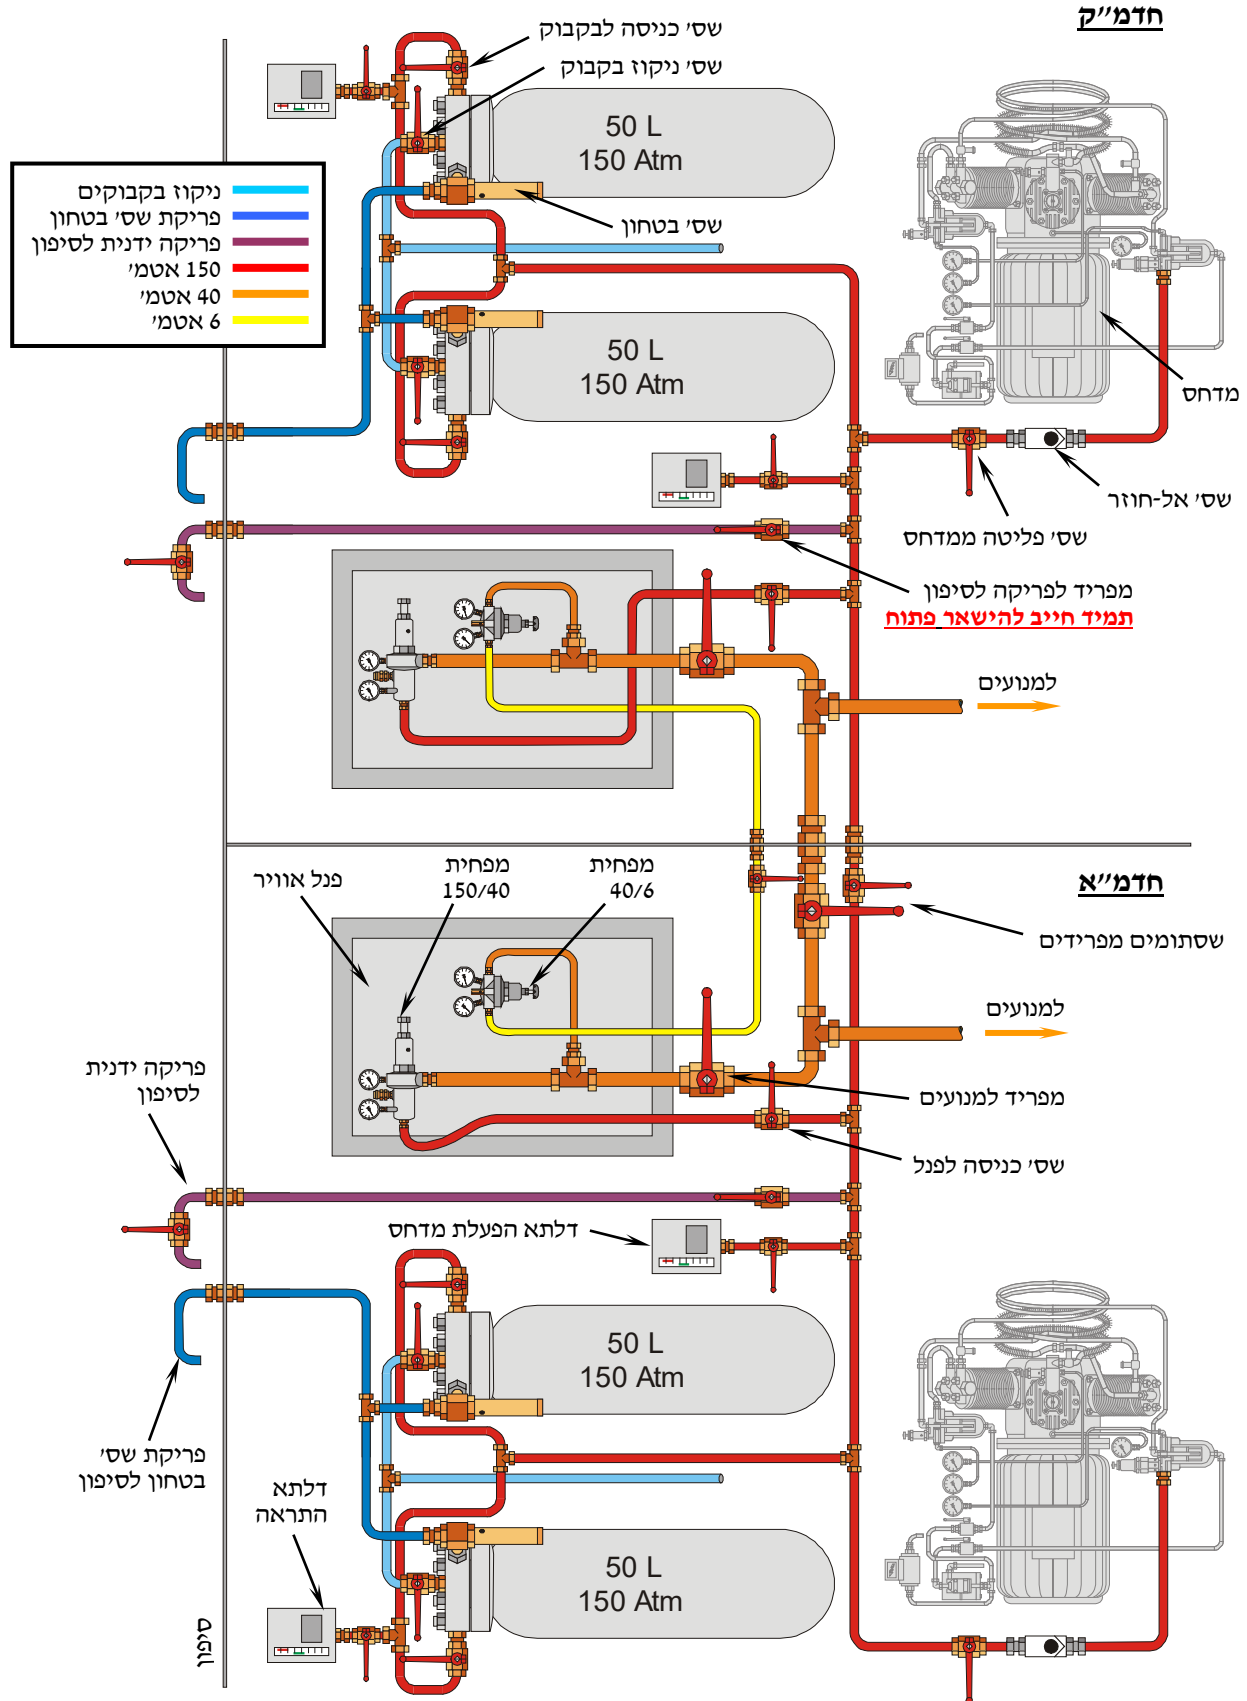 חדמ״ק
שס׳ כניסה לבקבוק
שס׳ ניקוז בקבוק
50 L
150 Atm
ניקוז בקבוקים
פריקת שס׳ בטחון
פריקה ידנית לסיפון
150 אטמ׳
40 אטמ׳
6 אטמ׳
שס׳ בטחון
50 L
150 Atm
מדחס
שס׳ אל-חוזר
שס׳ פליטה ממדחס
מפריד לפריקה לסיפון
תמיד חייב להישאר פתוח
למנועים
חדמ״א
פנל אוויר
מפחית
150/40
מפחית
40/6
שסתומים מפרידים
למנועים
פריקה ידנית
לסיפון
מפריד למנועים
שס׳ כניסה לפנל
דלתא הפעלת מדחס
50 L
150 Atm
פריקת שס׳
בטחון לסיפון
דלתא
התראה
50 L
150 Atm
סיפון